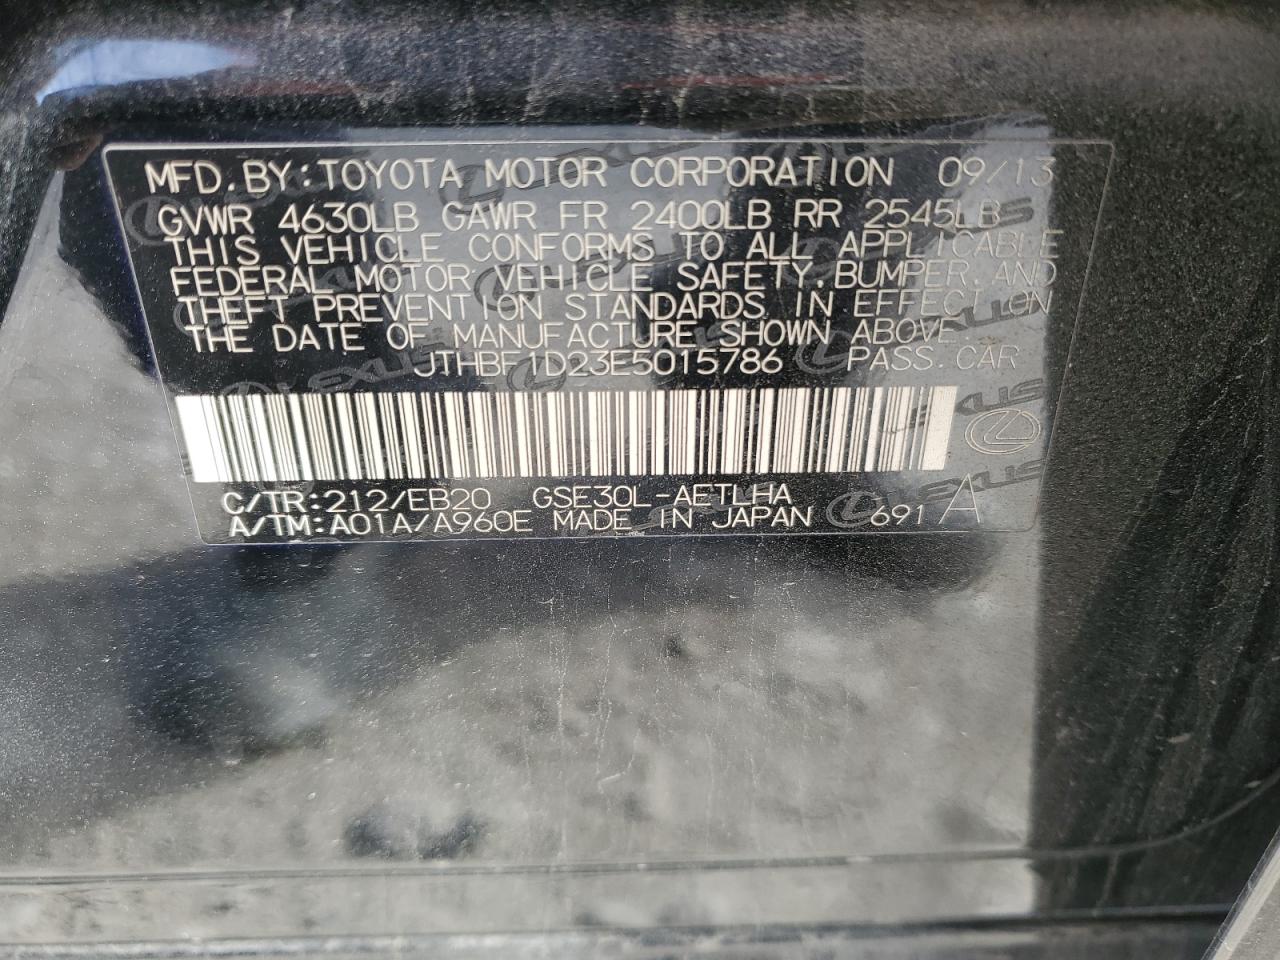 MFD.BY:TOYOTA MOTOR CORPORATION 09/13
GVWR 4630LB GAWR FR 2400LB RR 2545LB
THIS VEHICLE CONFORMS TO ALL APPLICABLE
FEDERAL MOTOR VEHICLE SAFETY,BUMPER,AND
THEFT PREVENTION STANDARDS IN EFFECT ON
THE DATE OF MANUFACTURE SHOWN ABOVE.
JTHBF1D23E5015786 PASS.CAR
C/TR:212/EB20 GSE30L-AETLHA
A/TM:A01A/A960E MADE IN JAPAN 691 A
LEXUS